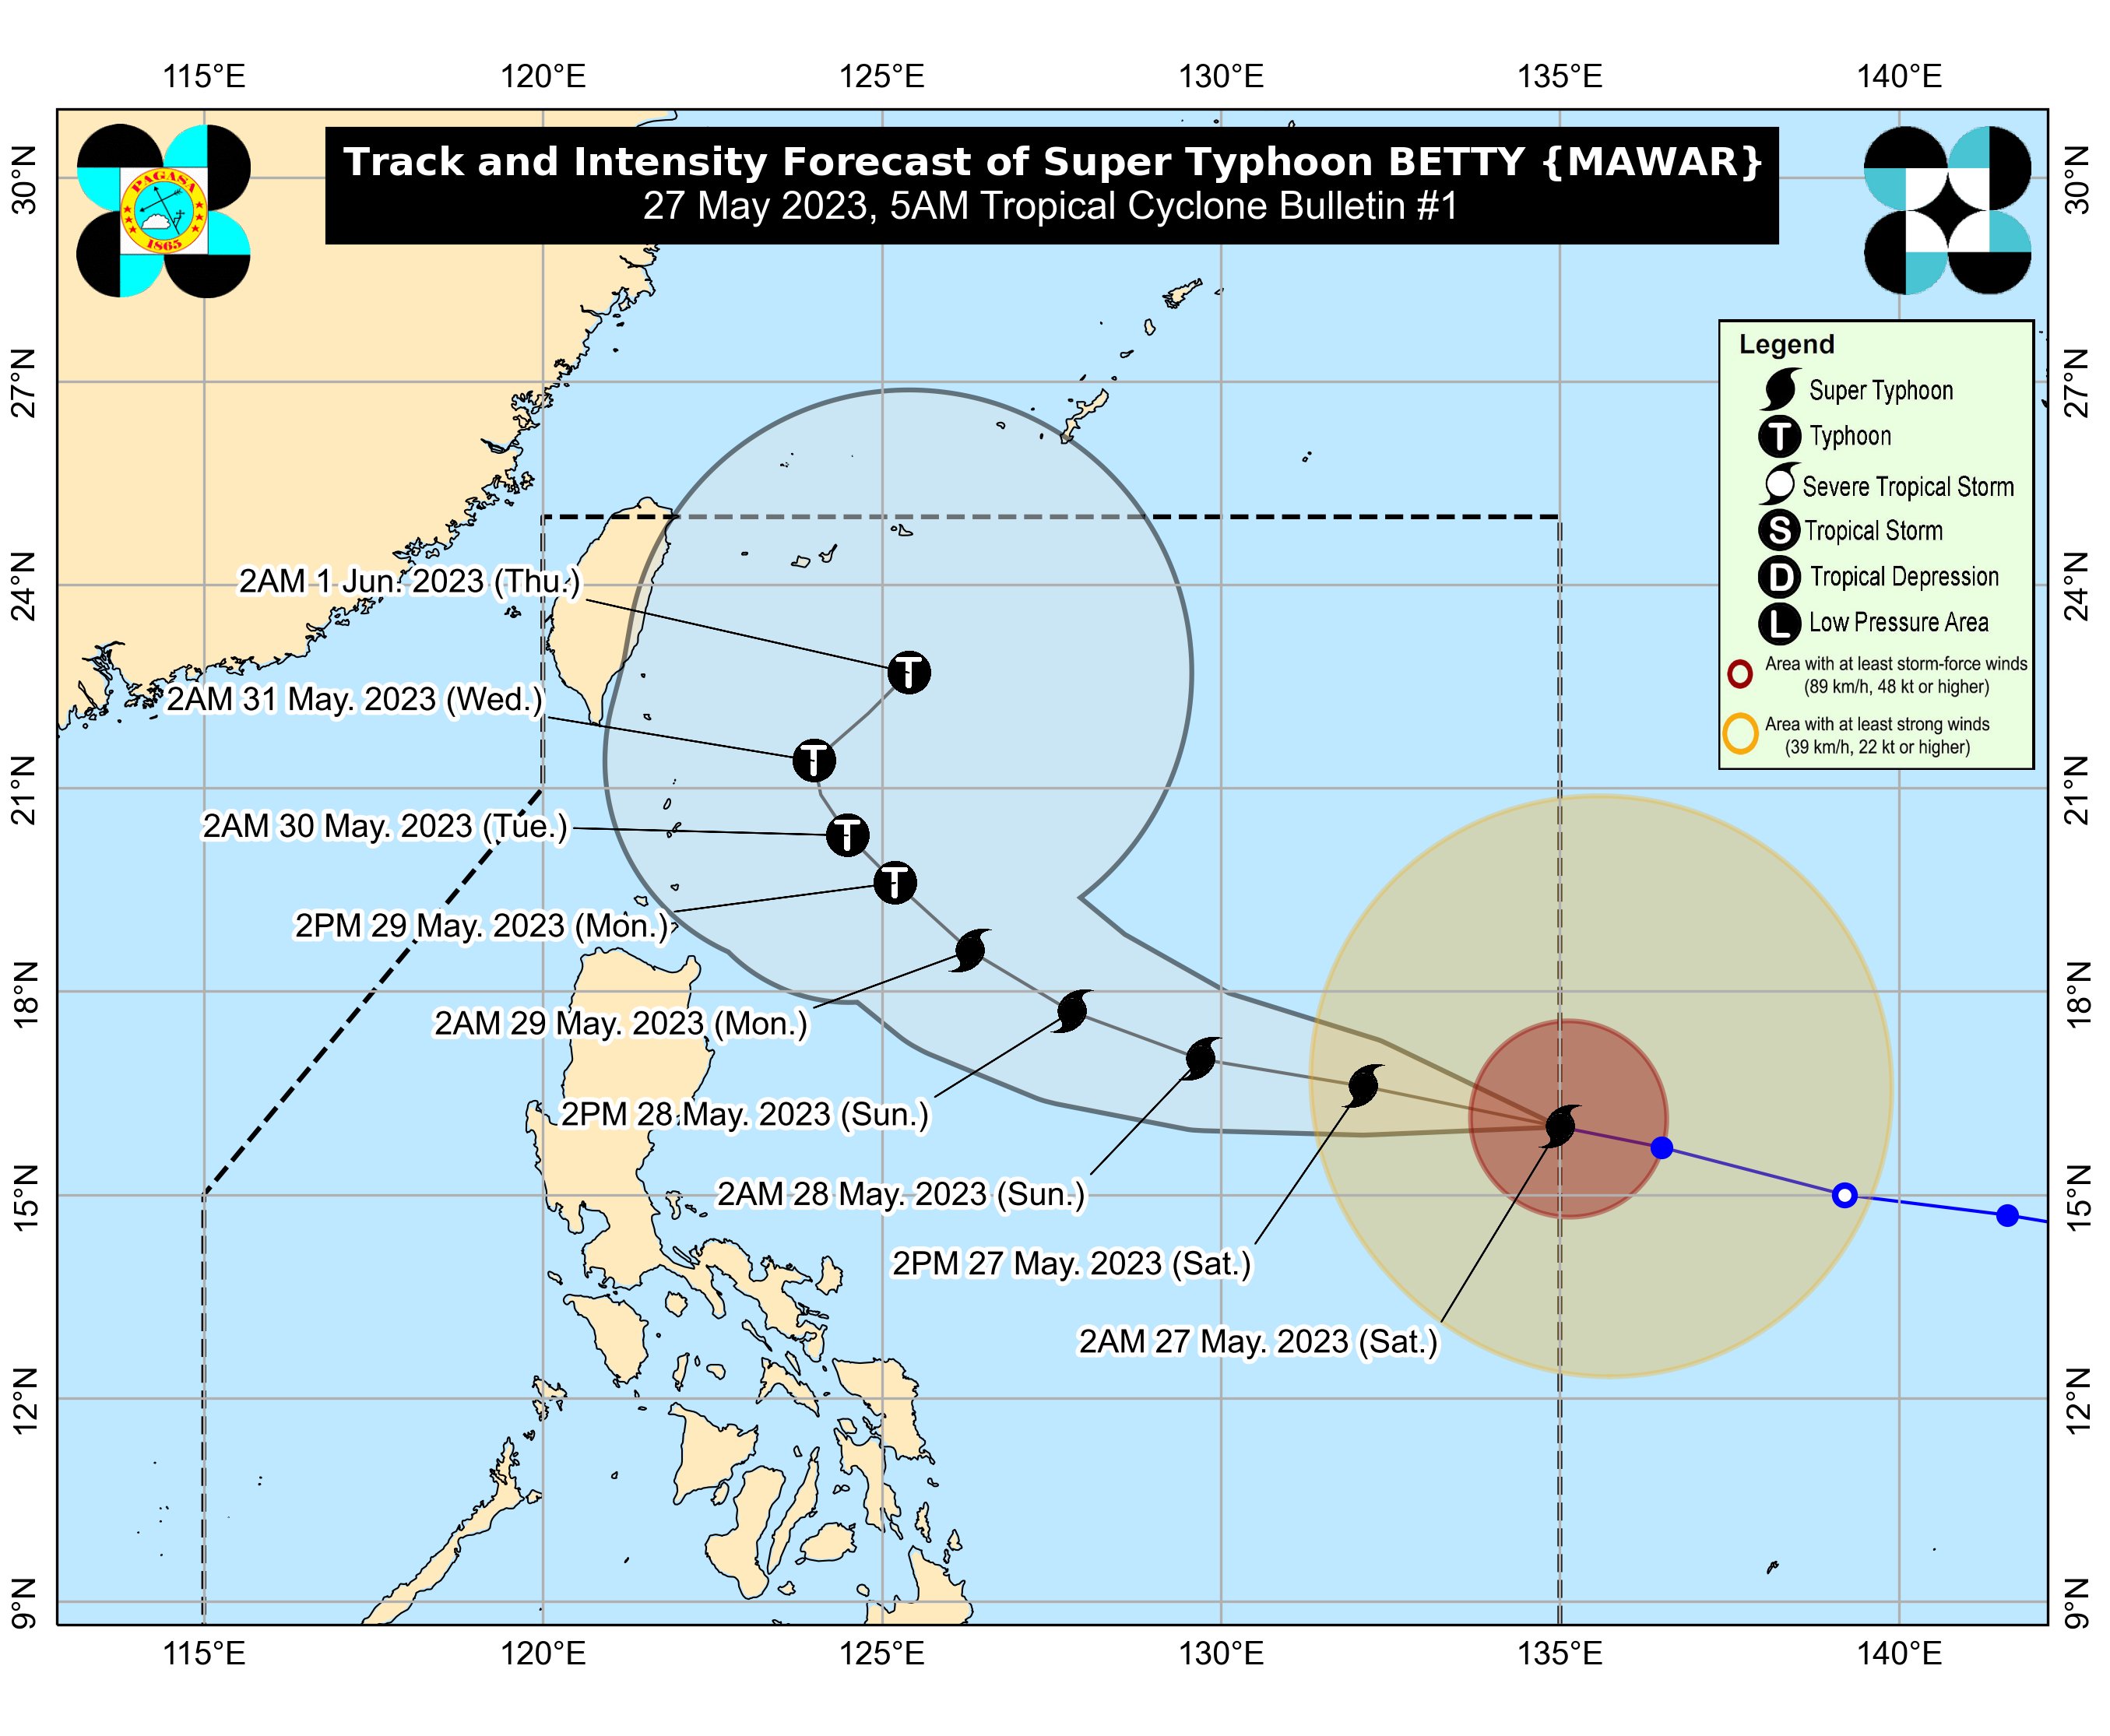 115°E 120°E 125°E 130°E 135°E 140°E
Track and Intensity Forecast of Super Typhoon BETTY {MAWAR}
27 May 2023, 5AM Tropical Cyclone Bulletin #1
PAGASA
1865
30°N
30°N
27°N
27°N
24°N
24°N
21°N
21°N
18°N
18°N
15°N
15°N
12°N
12°N
9°N
9°N
Legend
Super Typhoon
T Typhoon
Severe Tropical Storm
S Tropical Storm
D Tropical Depression
L Low Pressure Area
Area with at least storm-force winds
(89 km/h, 48 kt or higher)
Area with at least strong winds
(39 km/h, 22 kt or higher)
2AM 1 Jun. 2023 (Thu.)
T
2AM 31 May. 2023 (Wed.)
T
2AM 30 May. 2023 (Tue.)
T
2PM 29 May. 2023 (Mon.)
T
2AM 29 May. 2023 (Mon.)
2PM 28 May. 2023 (Sun.)
2AM 28 May. 2023 (Sun.)
2PM 27 May. 2023 (Sat.)
2AM 27 May. 2023 (Sat.)
115°E 120°E 125°E 130°E 135°E 140°E